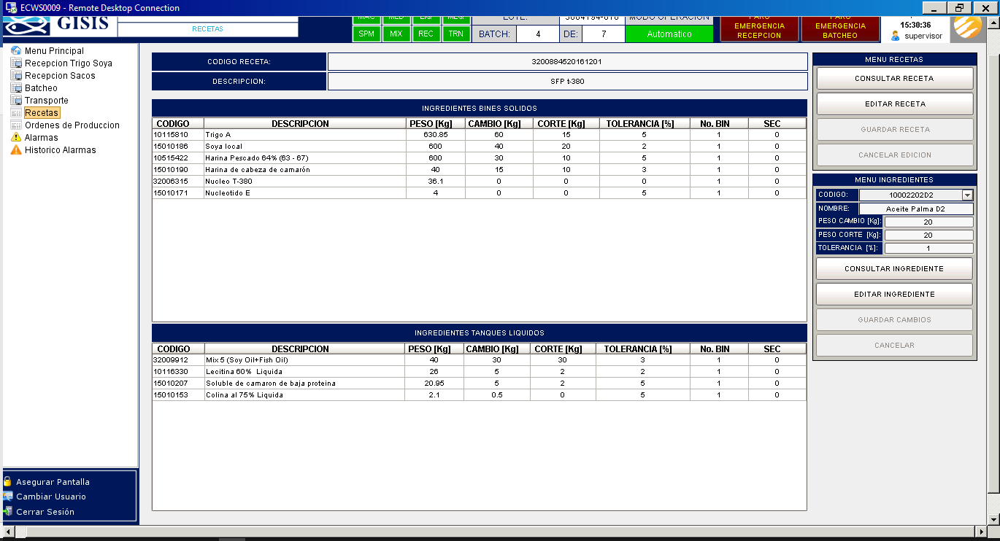 ECWS0009 - Remote Desktop Connection
GISIS
RECETAS
MAC MED LIQ MEQ
SPM MIX REC TRN
LOTE: MODO OPERACION
BATCH: 4 DE: 7 Automatico
PARO EMERGENCIA RECEPCION
PARO EMERGENCIA BATCHEO
15:30:36
supervisor
Menu Principal
Recepcion Trigo Soya
Recepcion Sacos
Batcheo
Transporte
Recetas
Ordenes de Produccion
Alarmas
Historico Alarmas
Asegurar Pantalla
Cambiar Usuario
Cerrar Sesión
CODIGO RECETA: 3200884520161201
DESCRIPCION: SFP t-380
INGREDIENTES BINES SOLIDOS
CODIGO DESCRIPCION PESO [Kg] CAMBIO [Kg] CORTE [Kg] TOLERANCIA [%] No. BIN SEC
10115810 Trigo A 630.85 60 15 5 1 0
15010186 Soya local 600 40 20 2 1 0
10515422 Harina Pescado 64% (63 - 67) 600 30 10 5 1 0
15010190 Harina de cabeza de camarón 40 15 10 3 1 0
32006315 Nucleo T-380 36.1 0 0 0 1 0
15010171 Nucleotido E 4 0 0 5 1 0
INGREDIENTES TANQUES LIQUIDOS
CODIGO DESCRIPCION PESO [Kg] CAMBIO [Kg] CORTE [Kg] TOLERANCIA [%] No. BIN SEC
32009912 Mix 5 (Soy Oil+Fish Oil) 40 30 30 3 1 0
10116330 Lecitina 60% Liquida 26 5 2 2 1 0
15010207 Soluble de camaron de baja proteina 20.95 5 2 5 1 0
15010153 Colina al 75% Liquida 2.1 0.5 0 5 1 0
MENU RECETAS
CONSULTAR RECETA
EDITAR RECETA
GUARDAR RECETA
CANCELAR EDICION
MENU INGREDIENTES
CODIGO: 10002202D2
NOMBRE: Aceite Palma D2
PESO CAMBIO [Kg]: 20
PESO CORTE [Kg]: 20
TOLERANCIA [%]: 1
CONSULTAR INGREDIENTE
EDITAR INGREDIENTE
GUARDAR CAMBIOS
CANCELAR